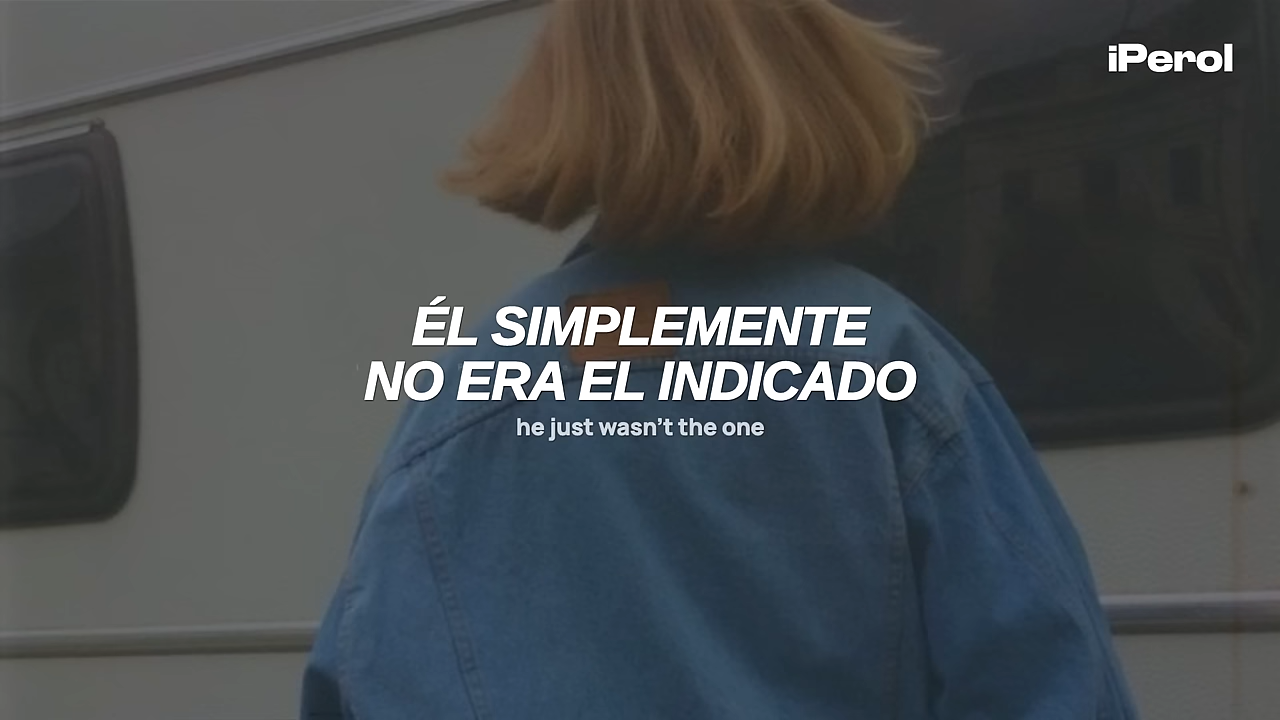 iPerol
ÉL SIMPLEMENTE
NO ERA EL INDICADO
he just wasn't the one